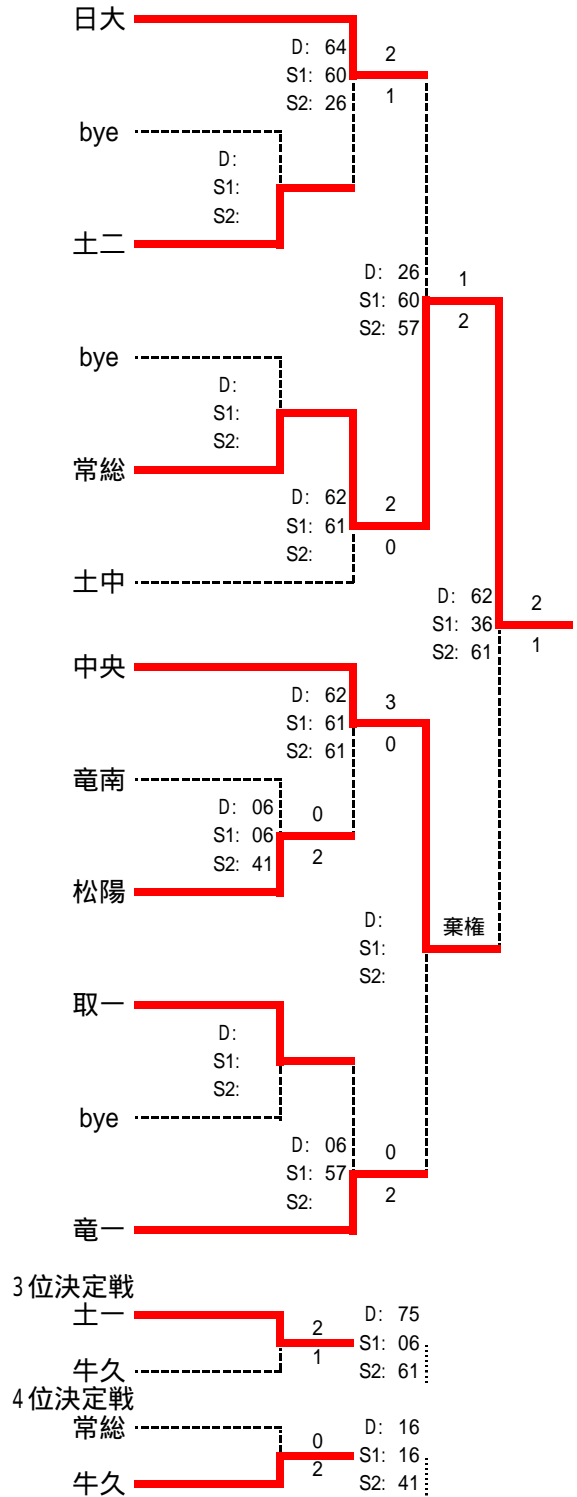 日大
D: 64
2
S1: 60
1
S2: 26
bye
D:
S1:
S2:
土二
D: 26
1
S1: 60
2
S2: 57
bye
D:
S1:
S2:
常総
D: 62
2
S1: 61
0
S2:
土中
D: 62
2
S1: 36
1
S2: 61
中央
D: 62
3
S1: 61
0
S2: 61
竜南
D: 06
0
S1: 06
2
S2: 41
松陽
D:
棄権
S1:
S2:
取一
D:
S1:
S2:
bye
D: 06
0
S1: 57
2
S2:
竜一
3位決定戦
土一
D: 75
2
S1: 06
1
S2: 61
牛久
4位決定戦
常総
D: 16
0
S1: 16
2
S2: 41
牛久